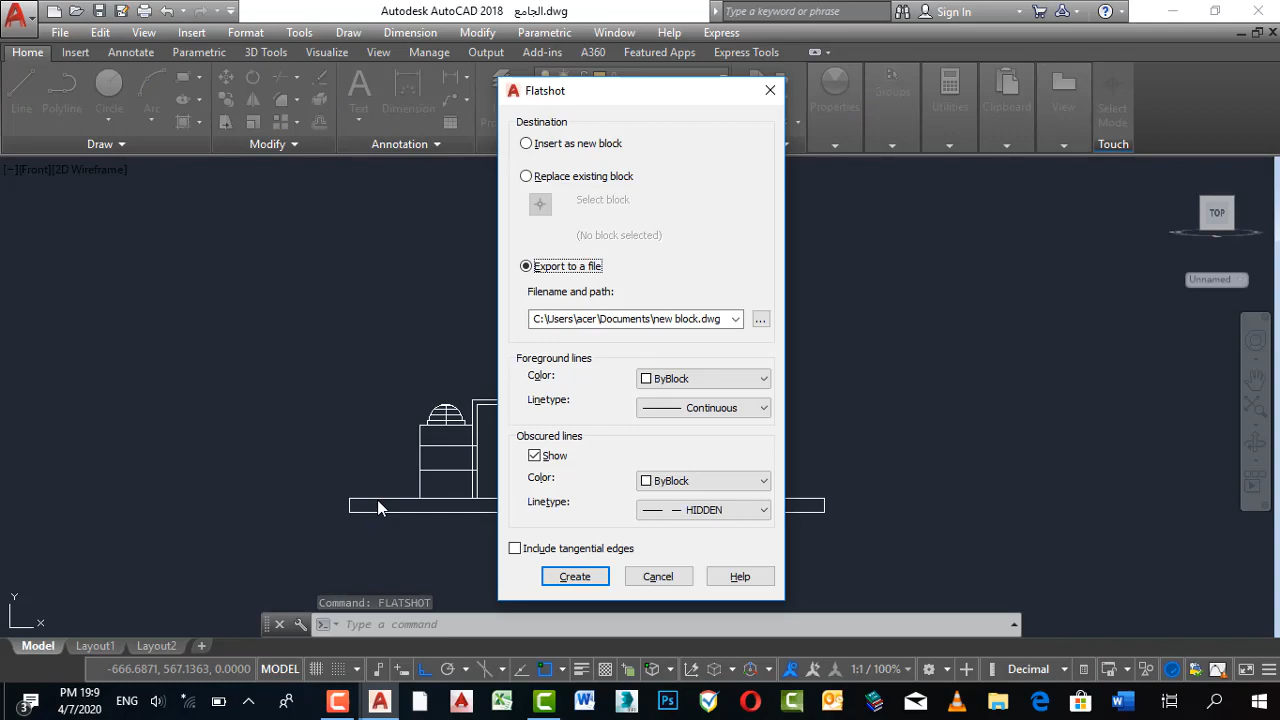 Autodesk AutoCAD 2018 الجامع.dwg
Type a keyword or phrase
Sign In
File Edit View Insert Format Tools Draw Dimension Modify Parametric Window Help Express
Home Insert Annotate Parametric 3D Tools Visualize View Manage Output Add-ins A360 Featured Apps Express Tools
Line Polyline Circle Arc Text Dimension Properties Groups Utilities Clipboard View Select Mode
Draw Modify Annotation Touch
[−][Front][2D Wireframe]
TOP
Unnamed
Flatshot
Destination
Insert as new block
Replace existing block
Select block
(No block selected)
Export to a file
Filename and path:
C:\Users\acer\Documents\new block.dwg
...
Foreground lines
Color:
ByBlock
Linetype:
Continuous
Obscured lines
Show
Color:
ByBlock
Linetype:
HIDDEN
Include tangential edges
Create Cancel Help
Y
X
Command: FLATSHOT
Type a command
Model Layout1 Layout2 +
-666.6871, 567.1363, 0.0000 MODEL 1:1 / 100% Decimal
3 PM 19:9
4/7/2020
ENG